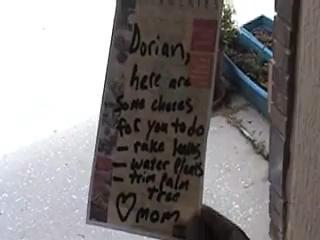 Dorian,
here are
some chores
for you to do
- rake leaves
- water plants
- trim palm
tree
♡ mom